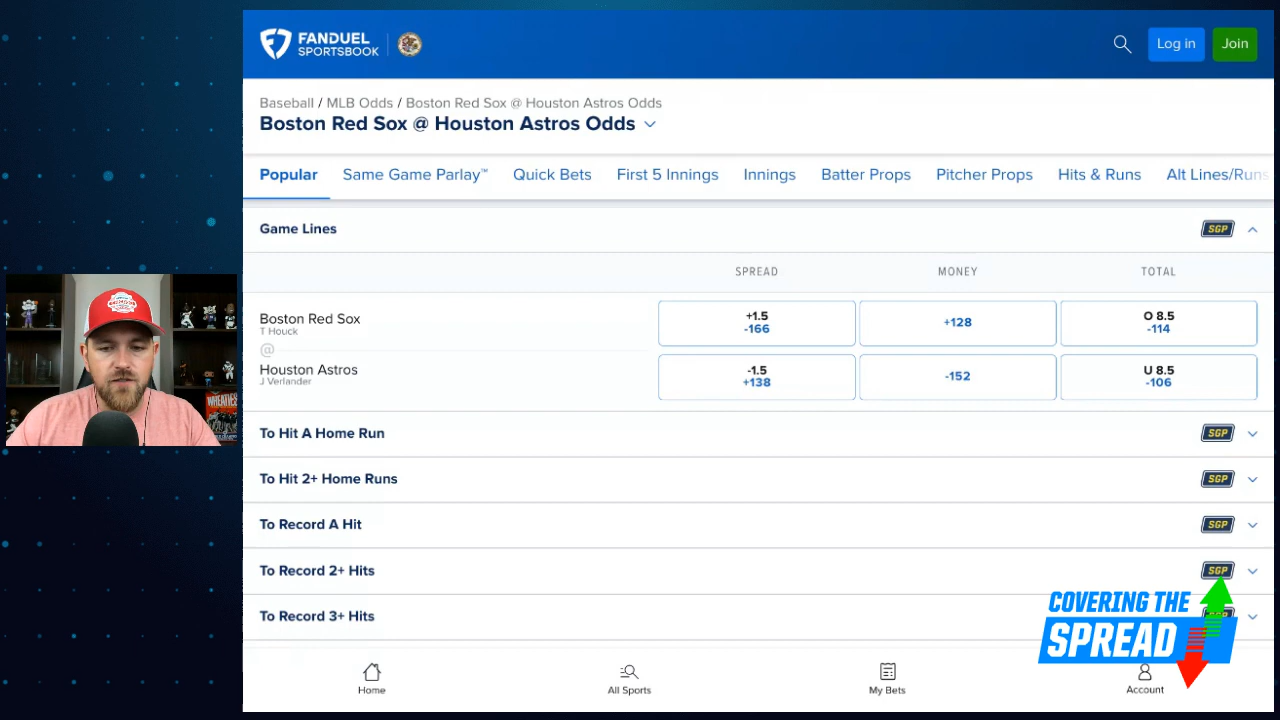 FANDUEL
SPORTSBOOK
Log in
Join
Baseball / MLB Odds / Boston Red Sox @ Houston Astros Odds
Boston Red Sox @ Houston Astros Odds
Popular
Same Game Parlay™
Quick Bets
First 5 Innings
Innings
Batter Props
Pitcher Props
Hits & Runs
Alt Lines/Runs
Game Lines
SGP
SPREAD
MONEY
TOTAL
Boston Red Sox
T Houck
+1.5
-166
+128
O 8.5
-114
@
Houston Astros
J Verlander
-1.5
+138
-152
U 8.5
-106
To Hit A Home Run
SGP
To Hit 2+ Home Runs
SGP
To Record A Hit
SGP
To Record 2+ Hits
SGP
To Record 3+ Hits
COVERING THE
SPREAD
Home
All Sports
My Bets
Account
WHEATIES